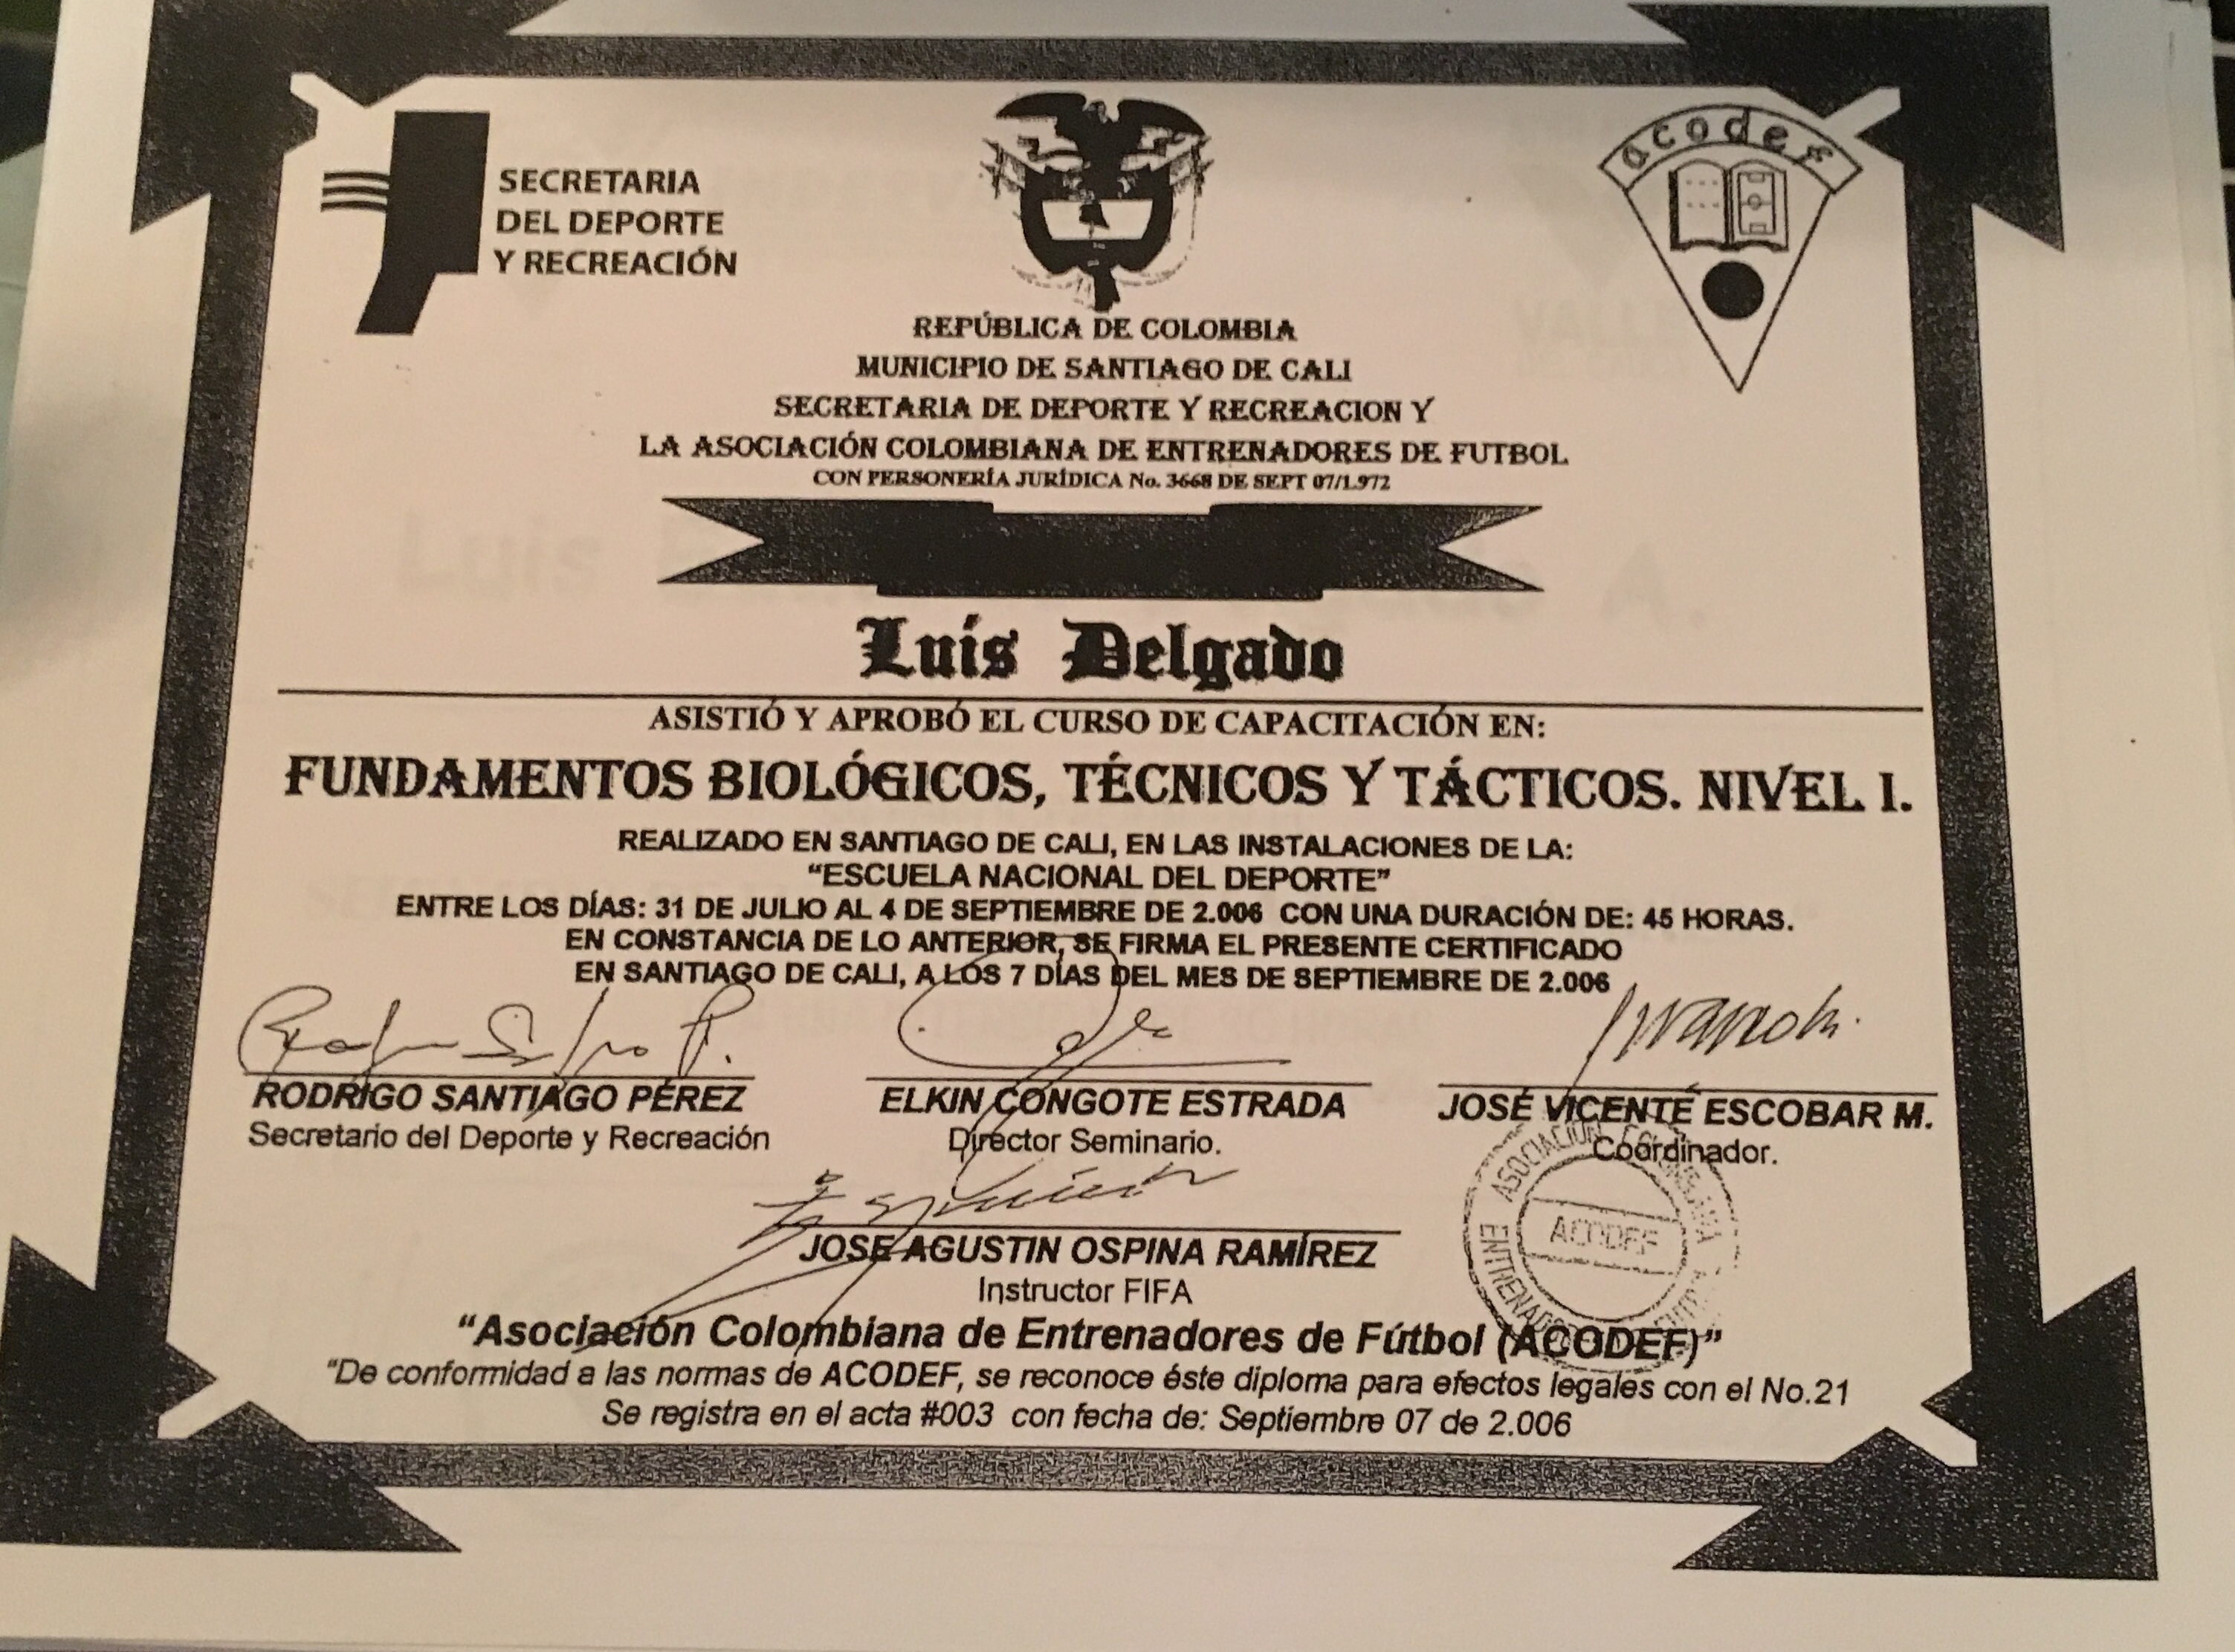 SECRETARIA
DEL DEPORTE
Y RECREACIÓN
acodef
REPÚBLICA DE COLOMBIA
MUNICIPIO DE SANTIAGO DE CALI
SECRETARIA DE DEPORTE Y RECREACION Y
LA ASOCIACIÓN COLOMBIANA DE ENTRENADORES DE FUTBOL
CON PERSONERÍA JURÍDICA No. 3668 DE SEPT 07/1.972
Luis Delgado
ASISTIÓ Y APROBÓ EL CURSO DE CAPACITACIÓN EN:
FUNDAMENTOS BIOLÓGICOS, TÉCNICOS Y TÁCTICOS. NIVEL I.
REALIZADO EN SANTIAGO DE CALI, EN LAS INSTALACIONES DE LA:
“ESCUELA NACIONAL DEL DEPORTE”
ENTRE LOS DÍAS: 31 DE JULIO AL 4 DE SEPTIEMBRE DE 2.006 CON UNA DURACIÓN DE: 45 HORAS.
EN CONSTANCIA DE LO ANTERIOR, SE FIRMA EL PRESENTE CERTIFICADO
EN SANTIAGO DE CALI, A LOS 7 DÍAS DEL MES DE SEPTIEMBRE DE 2.006
RODRIGO SANTIAGO PÉREZ
Secretario del Deporte y Recreación
ELKIN CONGOTE ESTRADA
Director Seminario.
JOSÉ VICENTE ESCOBAR M.
Coordinador.
ASOCIACIÓN
ACODEF
JOSE AGUSTIN OSPINA RAMÍREZ
Instructor FIFA
“Asociación Colombiana de Entrenadores de Fútbol (ACODEF)”
“De conformidad a las normas de ACODEF, se reconoce éste diploma para efectos legales con el No.21
Se registra en el acta #003 con fecha de: Septiembre 07 de 2.006